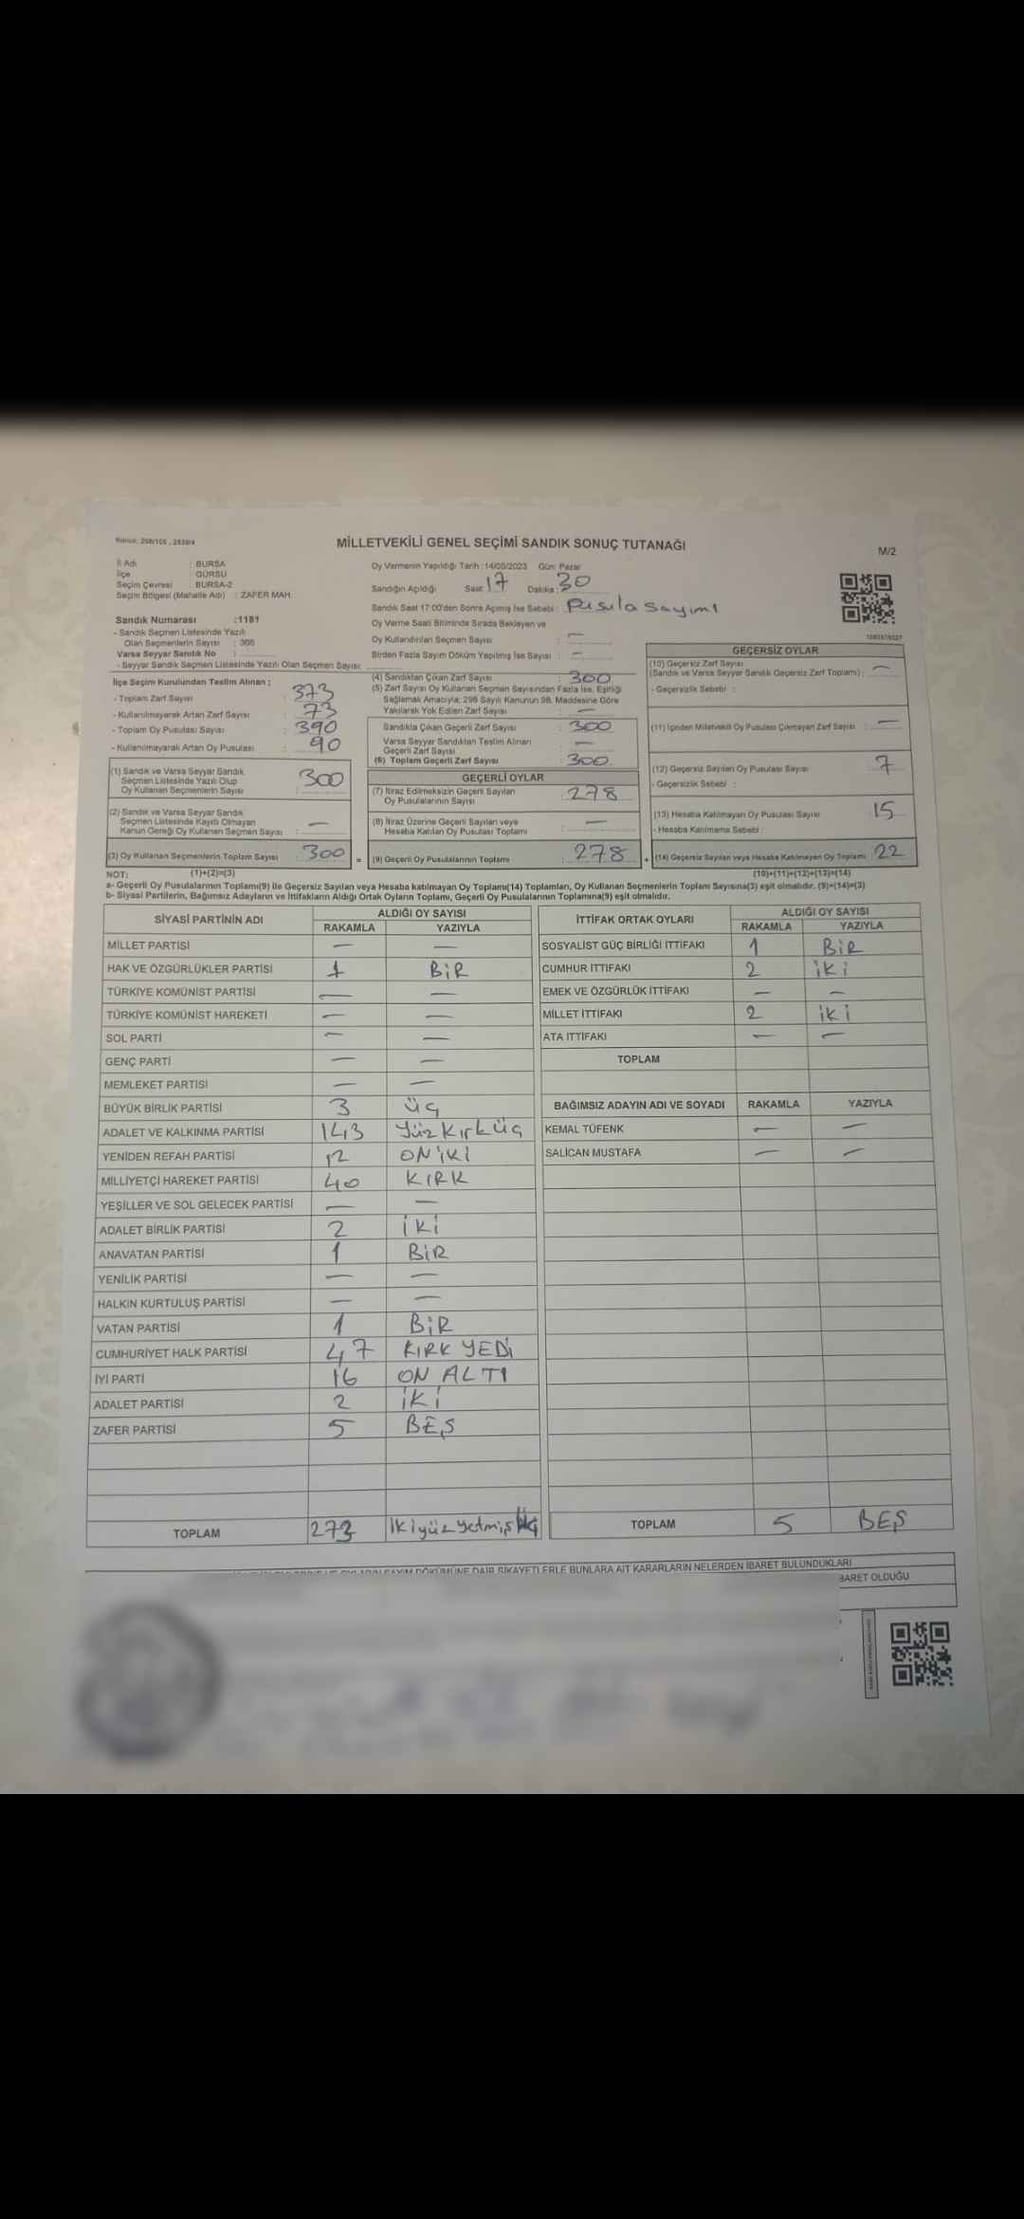 MİLLETVEKİLİ GENEL SEÇİMİ SANDIK SONUÇ TUTANAĞI
M/2
İl Adı : BURSA
İlçe : GÜRSU
Seçim Çevresi : BURSA-2
Seçim Bölgesi (Mahalle Adı) : ZAFER MAH.
Oy Vermenin Yapıldığı Tarih : 14/05/2023 Gün: Pazar
Sandığın Açıldığı Saat : 17 Dakika : 30
Sandık Saat 17:00'den Sonra Açılmış İse Sebebi : Pusula sayımı
Oy Verme Saati Bitiminde Sırada Bekleyen ve
Oy Kullandırılan Seçmen Sayısı : —
Birden Fazla Sayım Döküm Yapılmış İse Sayısı : —
Sandık Numarası :1181
- Sandık Seçmen Listesinde Yazılı
Olan Seçmenlerin Sayısı :
Varsa Seyyar Sandık No :
- Seyyar Sandık Seçmen Listesinde Yazılı Olan Seçmen Sayısı:
İlçe Seçim Kurulundan Teslim Alınan :
- Toplam Zarf Sayısı : 373
- Kullanılmayarak Artan Zarf Sayısı : 73
- Toplam Oy Pusulası Sayısı : 390
- Kullanılmayarak Artan Oy Pusulası : 90
(1) Sandık ve Varsa Seyyar Sandık
Seçmen Listesinde Yazılı Olup
Oy Kullanan Seçmenlerin Sayısı : 300
(2) Sandık ve Varsa Seyyar Sandık
Seçmen Listesinde Kayıtlı Olmayan
Kanun Gereği Oy Kullanan Seçmen Sayısı : —
(3) Oy Kullanan Seçmenlerin Toplam Sayısı : 300
(4) Sandıktan Çıkan Zarf Sayısı : 300
(5) Zarf Sayısı Oy Kullanan Seçmen Sayısından Fazla İse, Eşitliği
Sağlamak Amacıyla; 298 Sayılı Kanunun 98. Maddesine Göre
Yakılarak Yok Edilen Zarf Sayısı : —
Sandıkta Çıkan Geçerli Zarf Sayısı : 300
Varsa Seyyar Sandıktan Teslim Alınan
Geçerli Zarf Sayısı : —
(6) Toplam Geçerli Zarf Sayısı : 300
GEÇERLİ OYLAR
(7) İtiraz Edilmeksizin Geçerli Sayılan
Oy Pusulalarının Sayısı : 278
(8) İtiraz Üzerine Geçerli Sayılan veya
Hesaba Katılan Oy Pusulası Toplamı : —
(9) Geçerli Oy Pusulalarının Toplamı : 278
GEÇERSİZ OYLAR
(10) Geçersiz Zarf Sayısı
(Sandık ve Varsa Seyyar Sandık Geçersiz Zarf Toplamı) : —
- Geçersizlik Sebebi :
(11) İçinden Milletvekili Oy Pusulası Çıkmayan Zarf Sayısı : —
(12) Geçersiz Sayılan Oy Pusulası Sayısı : 7
- Geçersizlik Sebebi :
(13) Hesaba Katılmayan Oy Pusulası Sayısı : 15
- Hesaba Katılmama Sebebi :
(14) Geçersiz Sayılan veya Hesaba Katılmayan Oy Toplamı : 22
NOT: (1)+(2)=(3) (10)+(11)+(12)+(13)=(14)
a- Geçerli Oy Pusulalarının Toplamı(9) ile Geçersiz Sayılan veya Hesaba katılmayan Oy Toplamı(14) Toplamları, Oy Kullanan Seçmenlerin Toplam Sayısına(3) eşit olmalıdır. (9)+(14)=(3)
b- Siyasi Partilerin, Bağımsız Adayların ve İttifakların Aldığı Ortak Oyların Toplamı, Geçerli Oy Pusulalarının Toplamına(9) eşit olmalıdır.
SİYASİ PARTİNİN ADI ALDIĞI OY SAYISI
RAKAMLA YAZIYLA
MİLLET PARTİSİ — —
HAK VE ÖZGÜRLÜKLER PARTİSİ 1 BİR
TÜRKİYE KOMÜNİST PARTİSİ — —
TÜRKİYE KOMÜNİST HAREKETİ — —
SOL PARTİ — —
GENÇ PARTİ — —
MEMLEKET PARTİSİ — —
BÜYÜK BİRLİK PARTİSİ 3 üç
ADALET VE KALKINMA PARTİSİ 143 Yüz kırk üç
YENİDEN REFAH PARTİSİ 12 ON iKi
MİLLİYETÇİ HAREKET PARTİSİ 40 KIRK
YEŞİLLER VE SOL GELECEK PARTİSİ — —
ADALET BİRLİK PARTİSİ 2 iKi
ANAVATAN PARTİSİ 1 BiR
YENİLİK PARTİSİ — —
HALKIN KURTULUŞ PARTİSİ — —
VATAN PARTİSİ 1 BiR
CUMHURİYET HALK PARTİSİ 47 KIRK YEDİ
İYİ PARTİ 16 ON ALTI
ADALET PARTİSİ 2 iKi
ZAFER PARTİSİ 5 BEŞ
TOPLAM 273 ikiyüz yetmiş üç
İTTİFAK ORTAK OYLARI ALDIĞI OY SAYISI
RAKAMLA YAZIYLA
SOSYALİST GÜÇ BİRLİĞİ İTTİFAKI 1 BiR
CUMHUR İTTİFAKI 2 iki
EMEK VE ÖZGÜRLÜK İTTİFAKI — —
MİLLET İTTİFAKI 2 iki
ATA İTTİFAKI — —
TOPLAM
BAĞIMSIZ ADAYIN ADI VE SOYADI RAKAMLA YAZIYLA
KEMAL TÜFENK — —
SALİCAN MUSTAFA — —
TOPLAM 5 BEŞ
DÖKÜMÜNE DAİR ŞİKAYETLERLE BUNLARA AİT KARARLARIN NELERDEN İBARET BULUNDUKLARI
BARET OLDUĞU